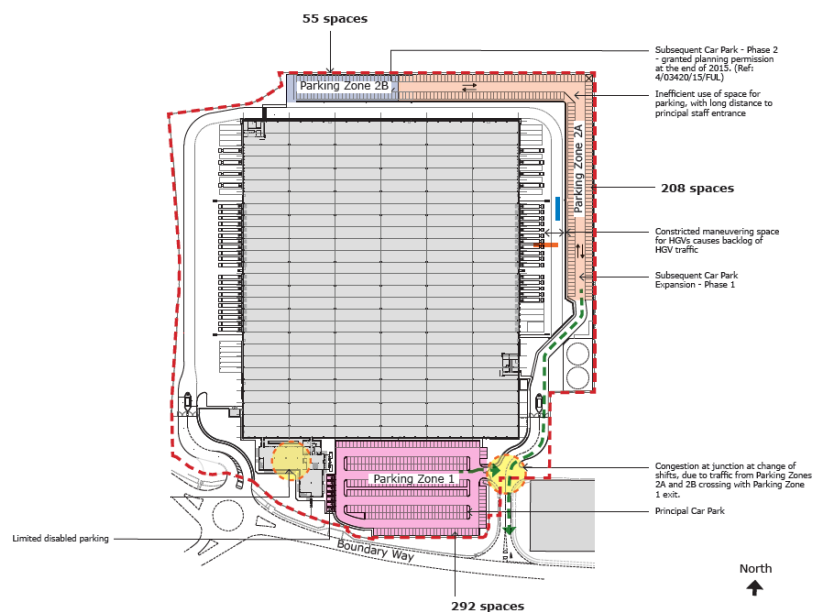 55 spaces
Subsequent Car Park - Phase 2
- granted planning permission
at the end of 2015. (Ref:
4/03420/15/FUL)
Parking Zone 2B
Inefficient use of space for
parking, with long distance to
principal staff entrance
Parking Zone 2A
208 spaces
Constricted maneuvering space
for HGVs causes backlog of
HGV traffic
Subsequent Car Park
Expansion - Phase 1
Congestion at junction at change of
shifts, due to traffic from Parking Zones
2A and 2B crossing with Parking Zone
1 exit.
Parking Zone 1
Principal Car Park
Limited disabled parking
Boundary Way
North
292 spaces